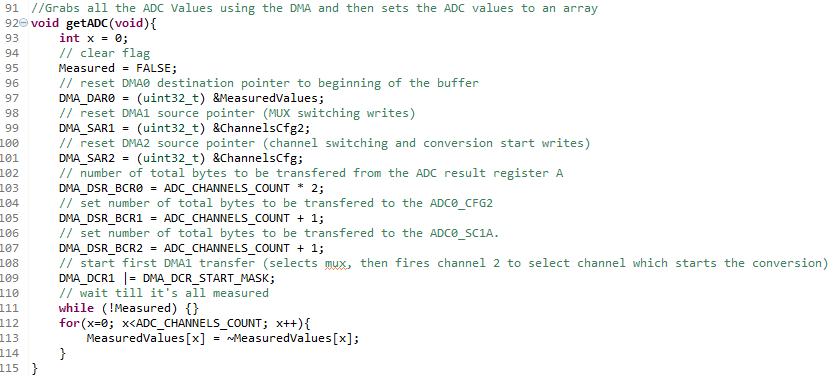 91 //Grabs all the ADC Values using the DMA and then sets the ADC values to an array
92 void getADC(void){
93     int x = 0;
94     // clear flag
95     Measured = FALSE;
96     // reset DMA0 destination pointer to beginning of the buffer
97     DMA_DAR0 = (uint32_t) &MeasuredValues;
98     // reset DMA1 source pointer (MUX switching writes)
99     DMA_SAR1 = (uint32_t) &ChannelsCfg2;
100     // reset DMA2 source pointer (channel switching and conversion start writes)
101     DMA_SAR2 = (uint32_t) &ChannelsCfg;
102     // number of total bytes to be transfered from the ADC result register A
103     DMA_DSR_BCR0 = ADC_CHANNELS_COUNT * 2;
104     // set number of total bytes to be transfered to the ADC0_CFG2
105     DMA_DSR_BCR1 = ADC_CHANNELS_COUNT + 1;
106     // set number of total bytes to be transfered to the ADC0_SC1A.
107     DMA_DSR_BCR2 = ADC_CHANNELS_COUNT + 1;
108     // start first DMA1 transfer (selects mux, then fires channel 2 to select channel which starts the conversion)
109     DMA_DCR1 |= DMA_DCR_START_MASK;
110     // wait till it's all measured
111     while (!Measured) {}
112     for(x=0; x<ADC_CHANNELS_COUNT; x++){
113         MeasuredValues[x] = ~MeasuredValues[x];
114     }
115 }